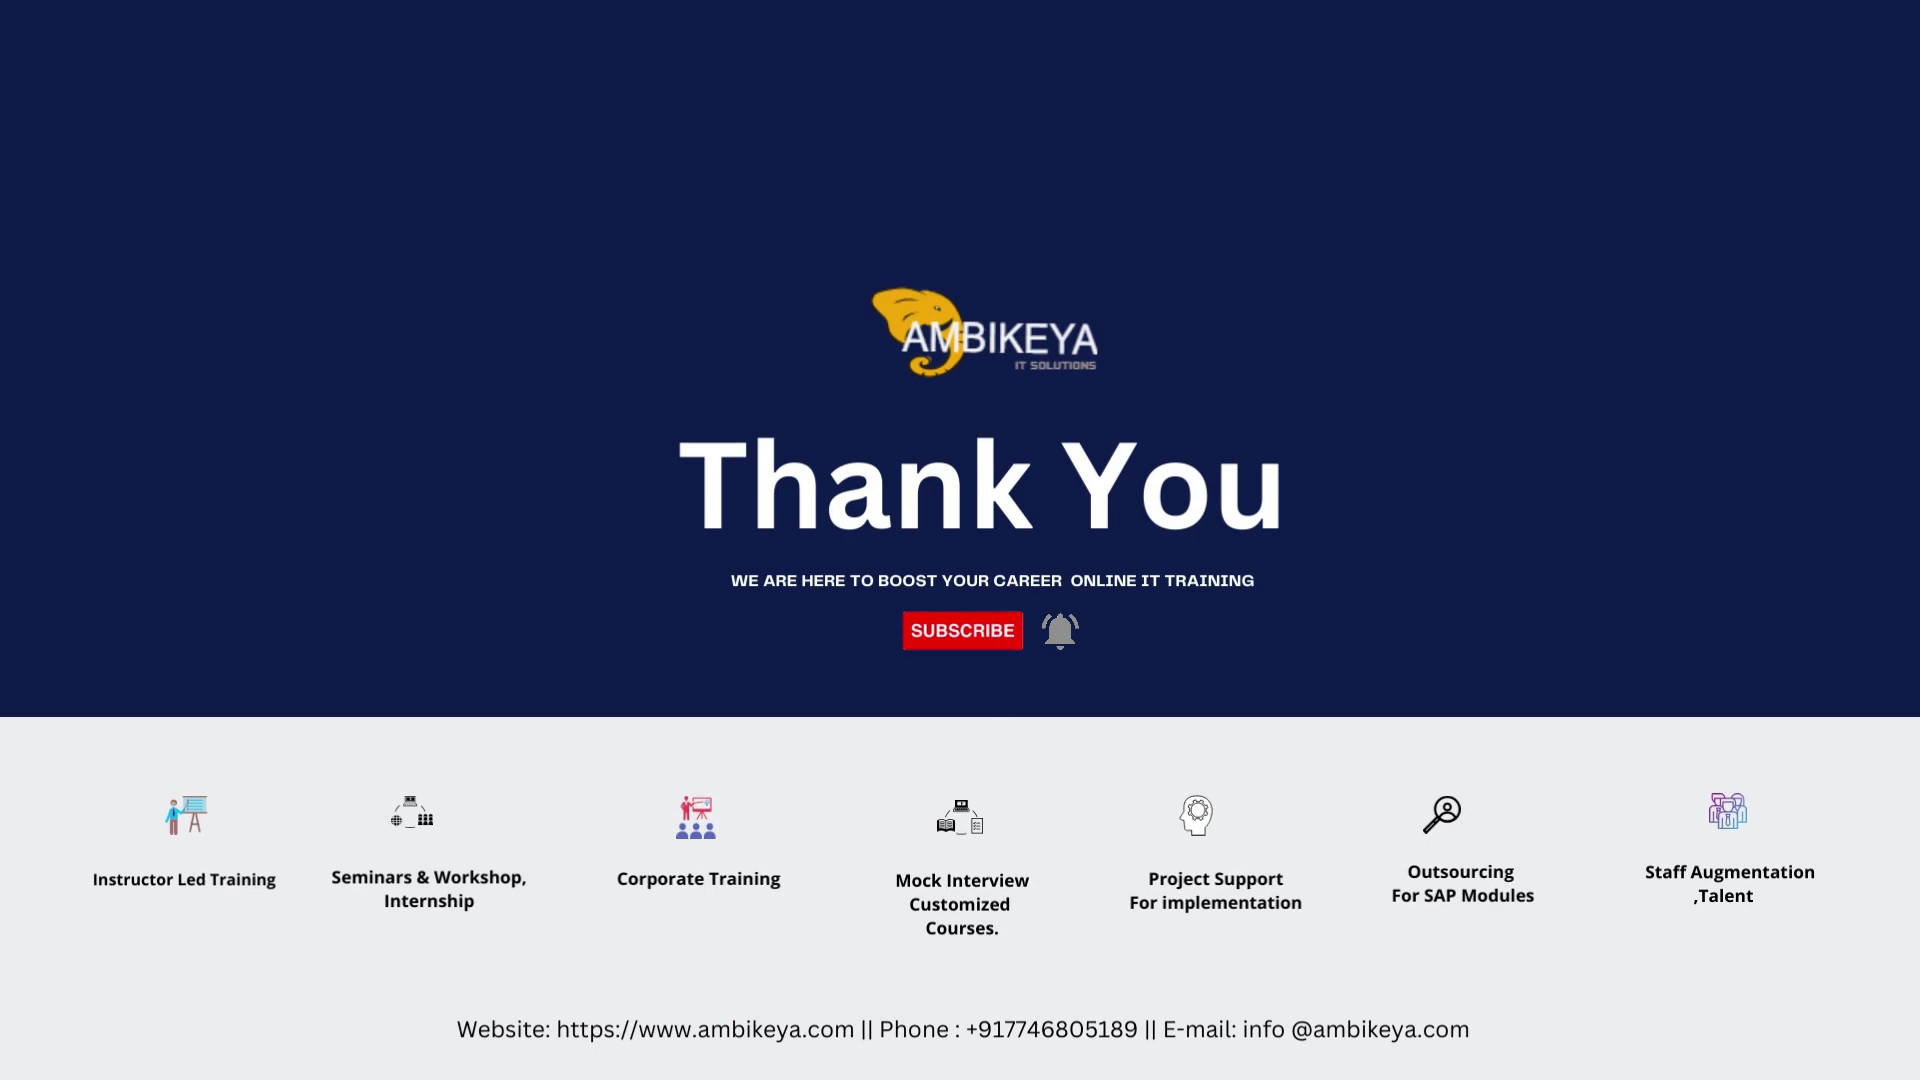 AMBIKEYA
IT SOLUTIONS
Thank You
WE ARE HERE TO BOOST YOUR CAREER ONLINE IT TRAINING
SUBSCRIBE
Instructor Led Training
Seminars & Workshop,
Internship
Corporate Training
Mock Interview
Customized
Courses.
Project Support
For implementation
Outsourcing
For SAP Modules
Staff Augmentation
,Talent
Website: https://www.ambikeya.com || Phone : +917746805189 || E-mail: info @ambikeya.com